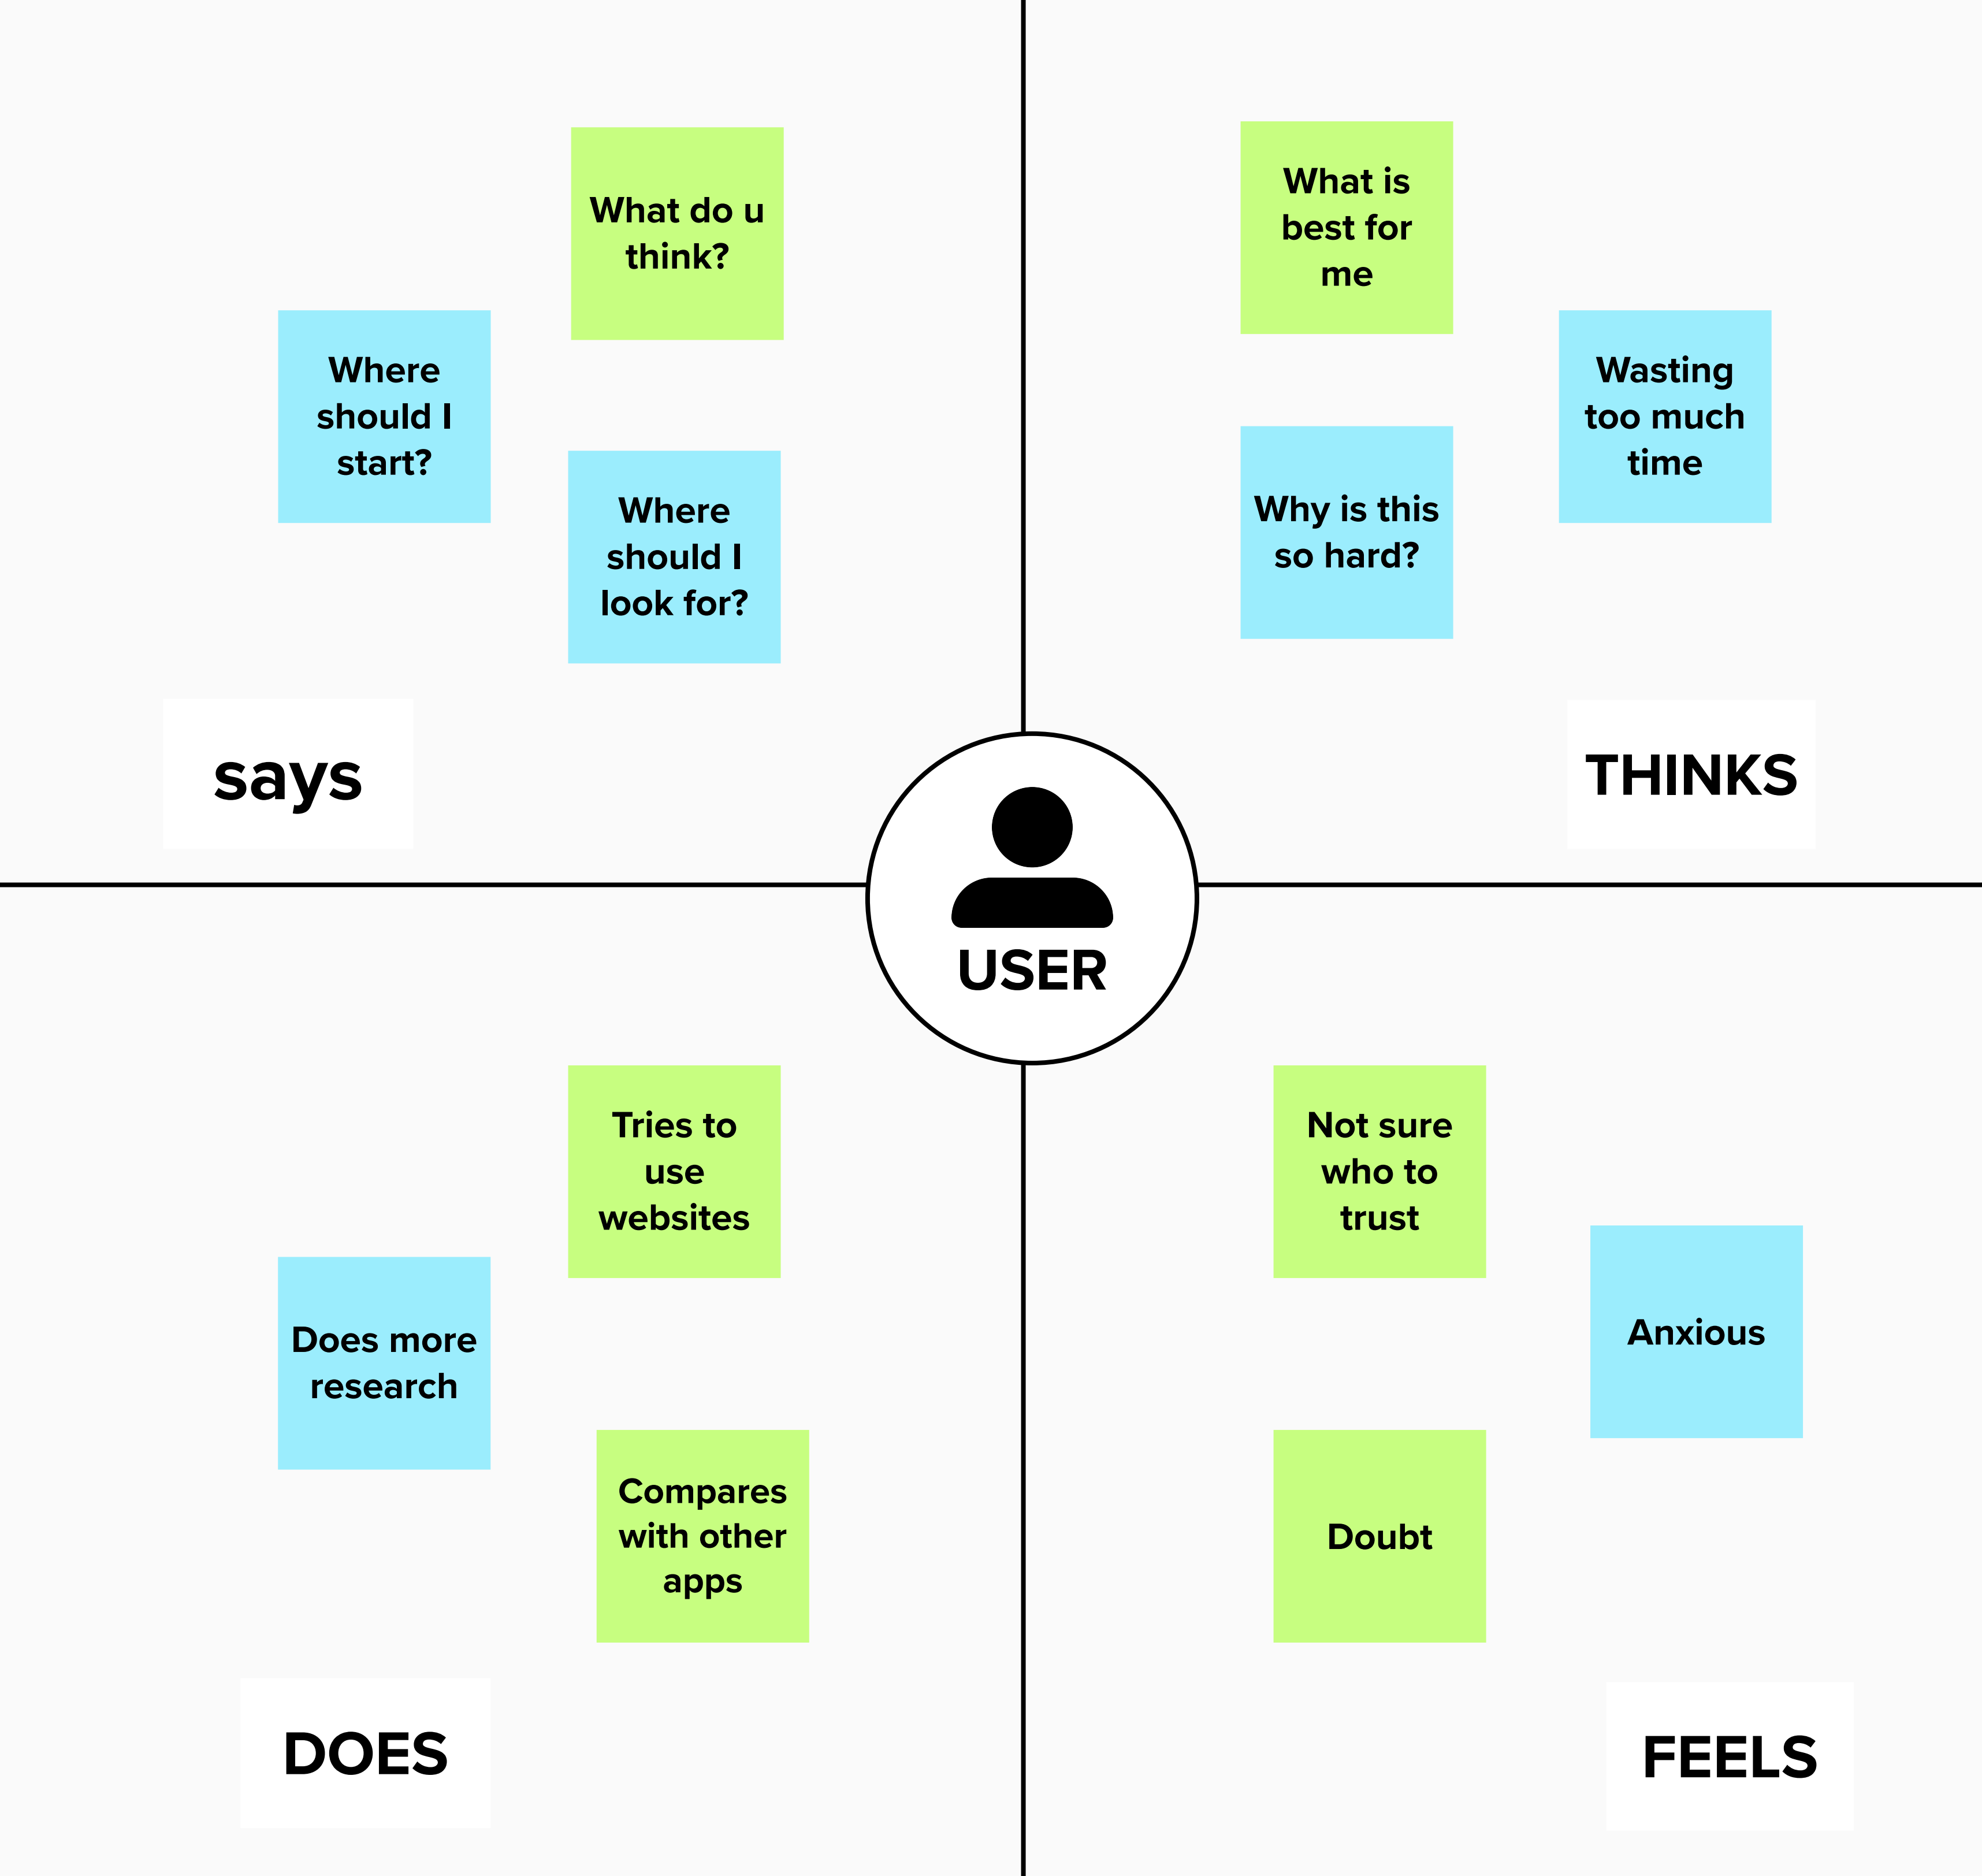 What do u
think?
Where
should I
start?
Where
should I
look for?
says
What is
best for
me
Wasting
too much
time
Why is this
so hard?
THINKS
USER
Tries to
use
websites
Does more
research
Compares
with other
apps
DOES
Not sure
who to
trust
Anxious
Doubt
FEELS